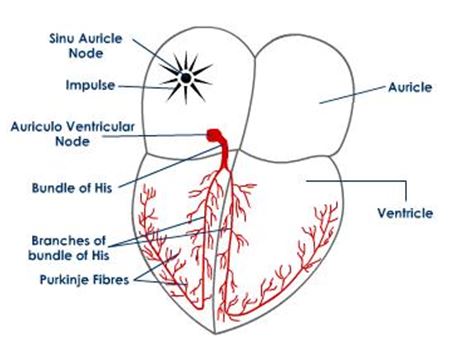 Sinu Auricle
Node
Impulse
Auricle
Auriculo Ventricular
Node
Bundle of His
Ventricle
Branches of
bundle of His
Purkinje Fibres